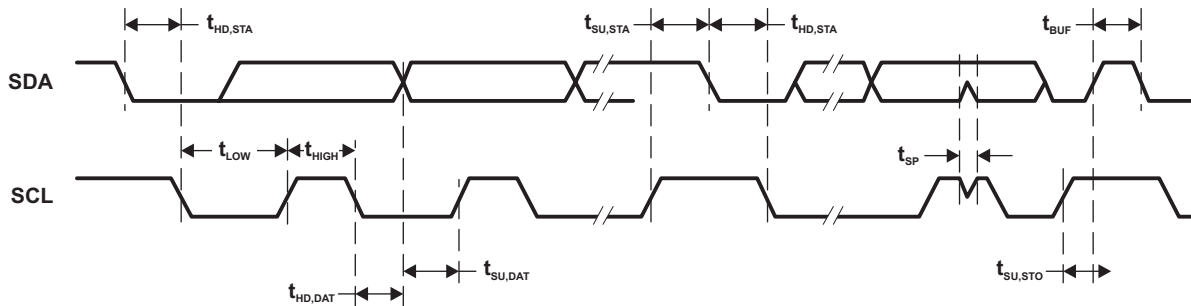 tHD,STA
tSU,STA
tHD,STA
tBUF
SDA
tLOW
tHIGH
tSP
SCL
tSU,DAT
tSU,STO
tHD,DAT